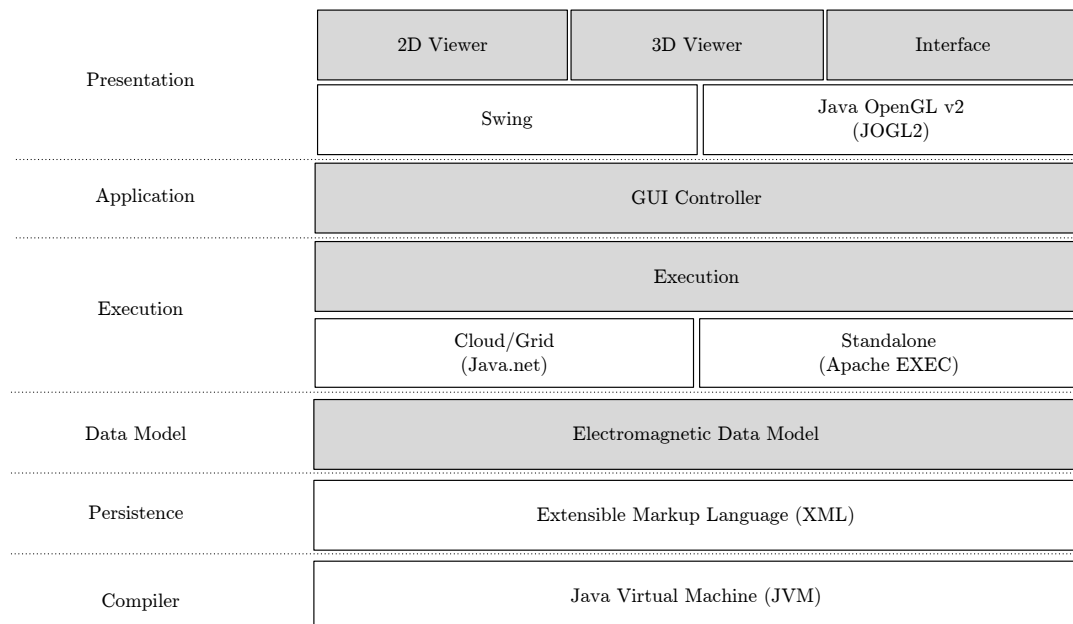 2D Viewer
3D Viewer
Interface
Presentation
Swing
Java OpenGL v2
(JOGL2)
Application
GUI Controller
Execution
Execution
Cloud/Grid
(Java.net)
Standalone
(Apache EXEC)
Data Model
Electromagnetic Data Model
Persistence
Extensible Markup Language (XML)
Compiler
Java Virtual Machine (JVM)